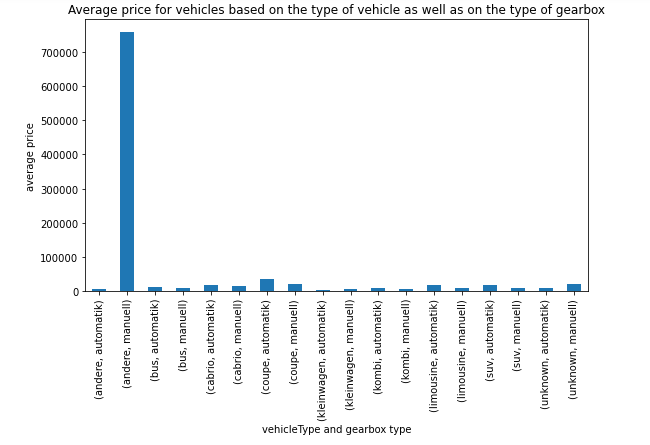 Average price for vehicles based on the type of vehicle as well as on the type of gearbox
average price
700000
600000
500000
400000
300000
200000
100000
0
(andere, automatik)
(andere, manuell)
(bus, automatik)
(bus, manuell)
(cabrio, automatik)
(cabrio, manuell)
(coupe, automatik)
(coupe, manuell)
(kleinwagen, automatik)
(kleinwagen, manuell)
(kombi, automatik)
(kombi, manuell)
(limousine, automatik)
(limousine, manuell)
(suv, automatik)
(suv, manuell)
(unknown, automatik)
(unknown, manuell)
vehicleType and gearbox type